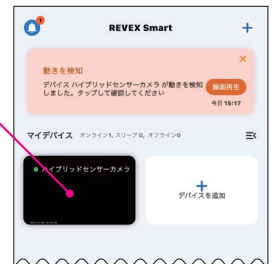 REVEX Smart
動きを検知
デバイス ハイブリッドセンサーカメラ が動きを検知
しました。タップして確認してください
録画再生
今日 15:17
マイデバイス オンライン1, スリープ 0, オフライン0
ハイブリッドセンサーカメラ
デバイスを追加